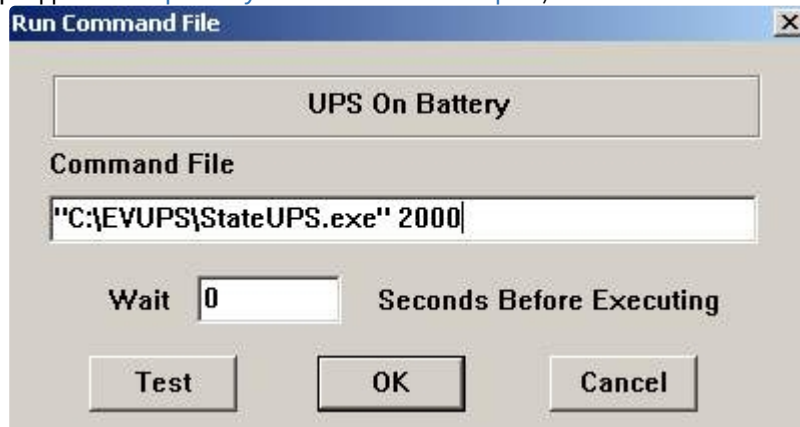 Run Command File
UPS On Battery
Command File
"C:\EVUPS\StateUPS.exe" 2000
Wait 0 Seconds Before Executing
Test OK Cancel